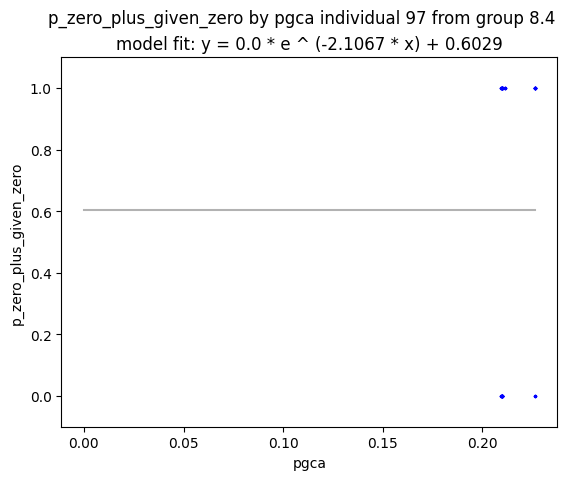 p_zero_plus_given_zero by pgca individual 97 from group 8.4
model fit: y = 0.0 * e ^ (-2.1067 * x) + 0.6029
1.0
0.8
0.6
0.4
0.2
0.0
p_zero_plus_given_zero
0.00 0.05 0.10 0.15 0.20
pgca